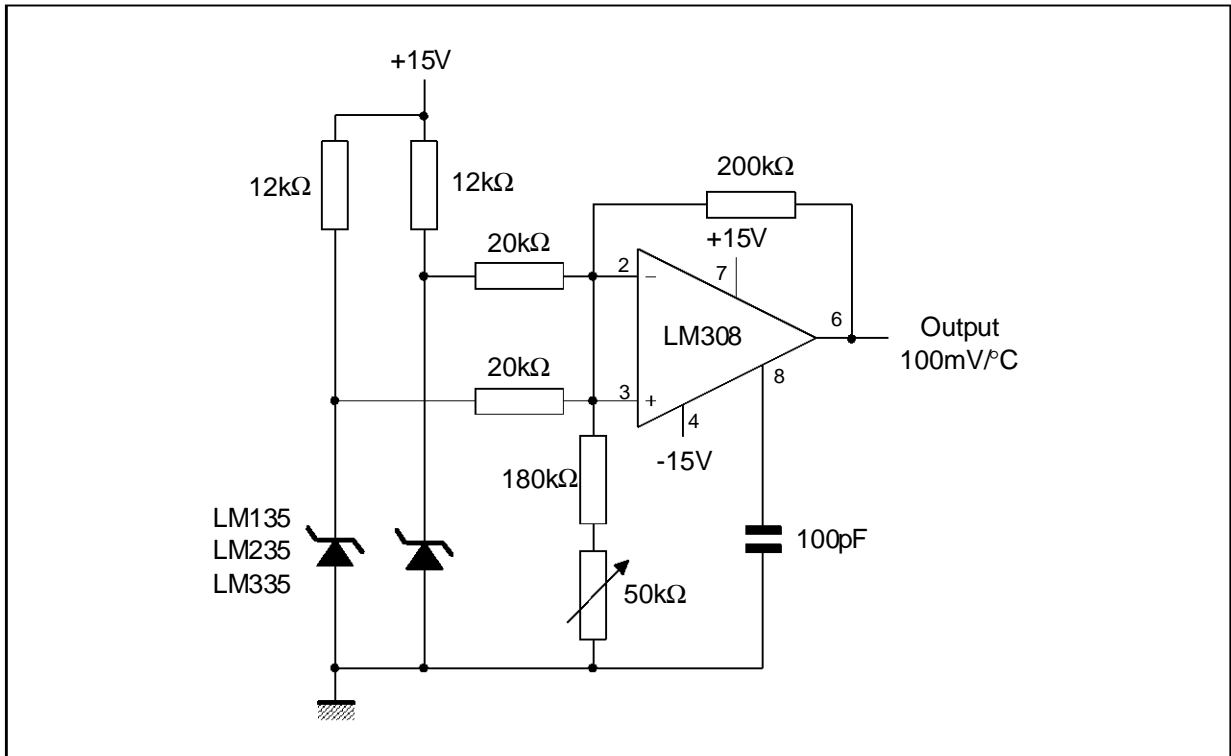 +15V
12kΩ
12kΩ
200kΩ
20kΩ
+15V
2
−
7
LM308
6
Output
100mV/°C
20kΩ
3
+
4
8
-15V
180kΩ
LM135
LM235
LM335
100pF
50kΩ